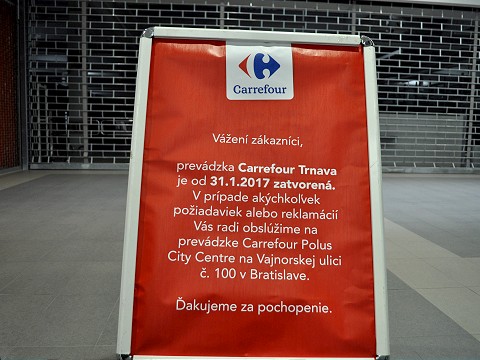 Carrefour
Vážení zákazníci,
prevádzka Carrefour Trnava
je od 31.1.2017 zatvorená.
V prípade akýchkoľvek
požiadaviek alebo reklamácií
Vás radi obslúžime na
prevádzke Carrefour Polus
City Centre na Vajnorskej ulici
č. 100 v Bratislave.
Ďakujeme za pochopenie.